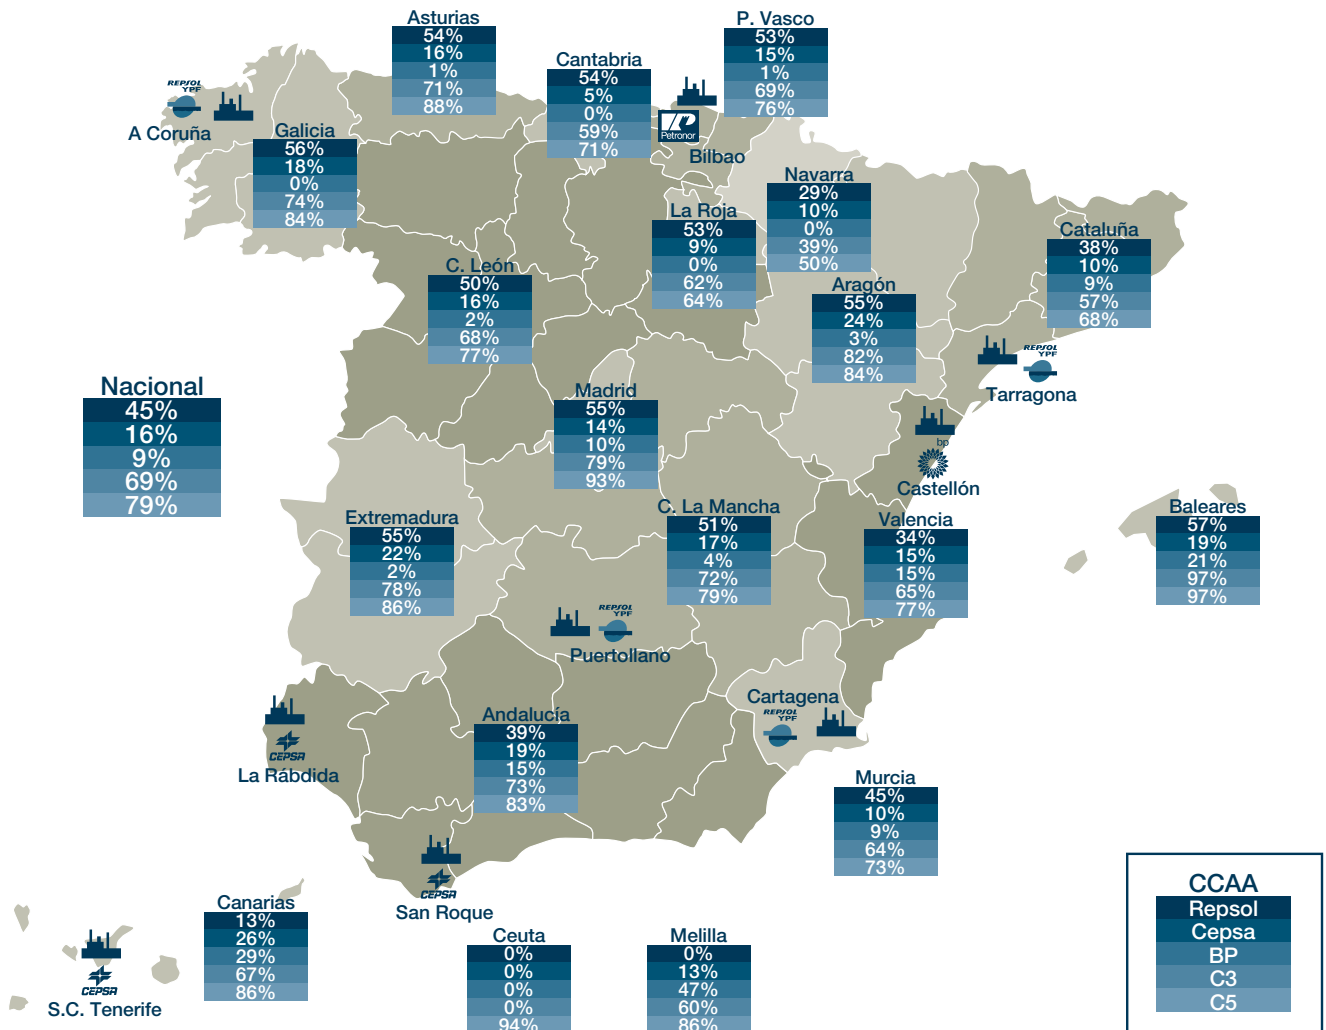 Asturias
54%
16%
1%
71%
88%
P. Vasco
53%
15%
1%
69%
76%
Cantabria
54%
5%
0%
59%
71%
REPSOL
YPF
A Coruña
Petronor
Bilbao
Galicia
56%
18%
0%
74%
84%
Navarra
29%
10%
0%
39%
50%
La Roja
53%
9%
0%
62%
64%
Cataluña
38%
10%
9%
57%
68%
C. León
50%
16%
2%
68%
77%
Aragón
55%
24%
3%
82%
84%
REPSOL
YPF
Tarragona
Nacional
45%
16%
9%
69%
79%
Madrid
55%
14%
10%
79%
93%
bp
Castellón
Extremadura
55%
22%
2%
78%
86%
C. La Mancha
51%
17%
4%
72%
79%
Valencia
34%
15%
15%
65%
77%
Baleares
57%
19%
21%
97%
97%
REPSOL
YPF
Puertollano
Cartagena
REPSOL
YPF
CEPSA
La Rábdida
Andalucía
39%
19%
15%
73%
83%
Murcia
45%
10%
9%
64%
73%
CEPSA
San Roque
Canarias
13%
26%
29%
67%
86%
CEPSA
S.C. Tenerife
Ceuta
0%
0%
0%
0%
94%
Melilla
0%
13%
47%
60%
86%
CCAA
Repsol
Cepsa
BP
C3
C5